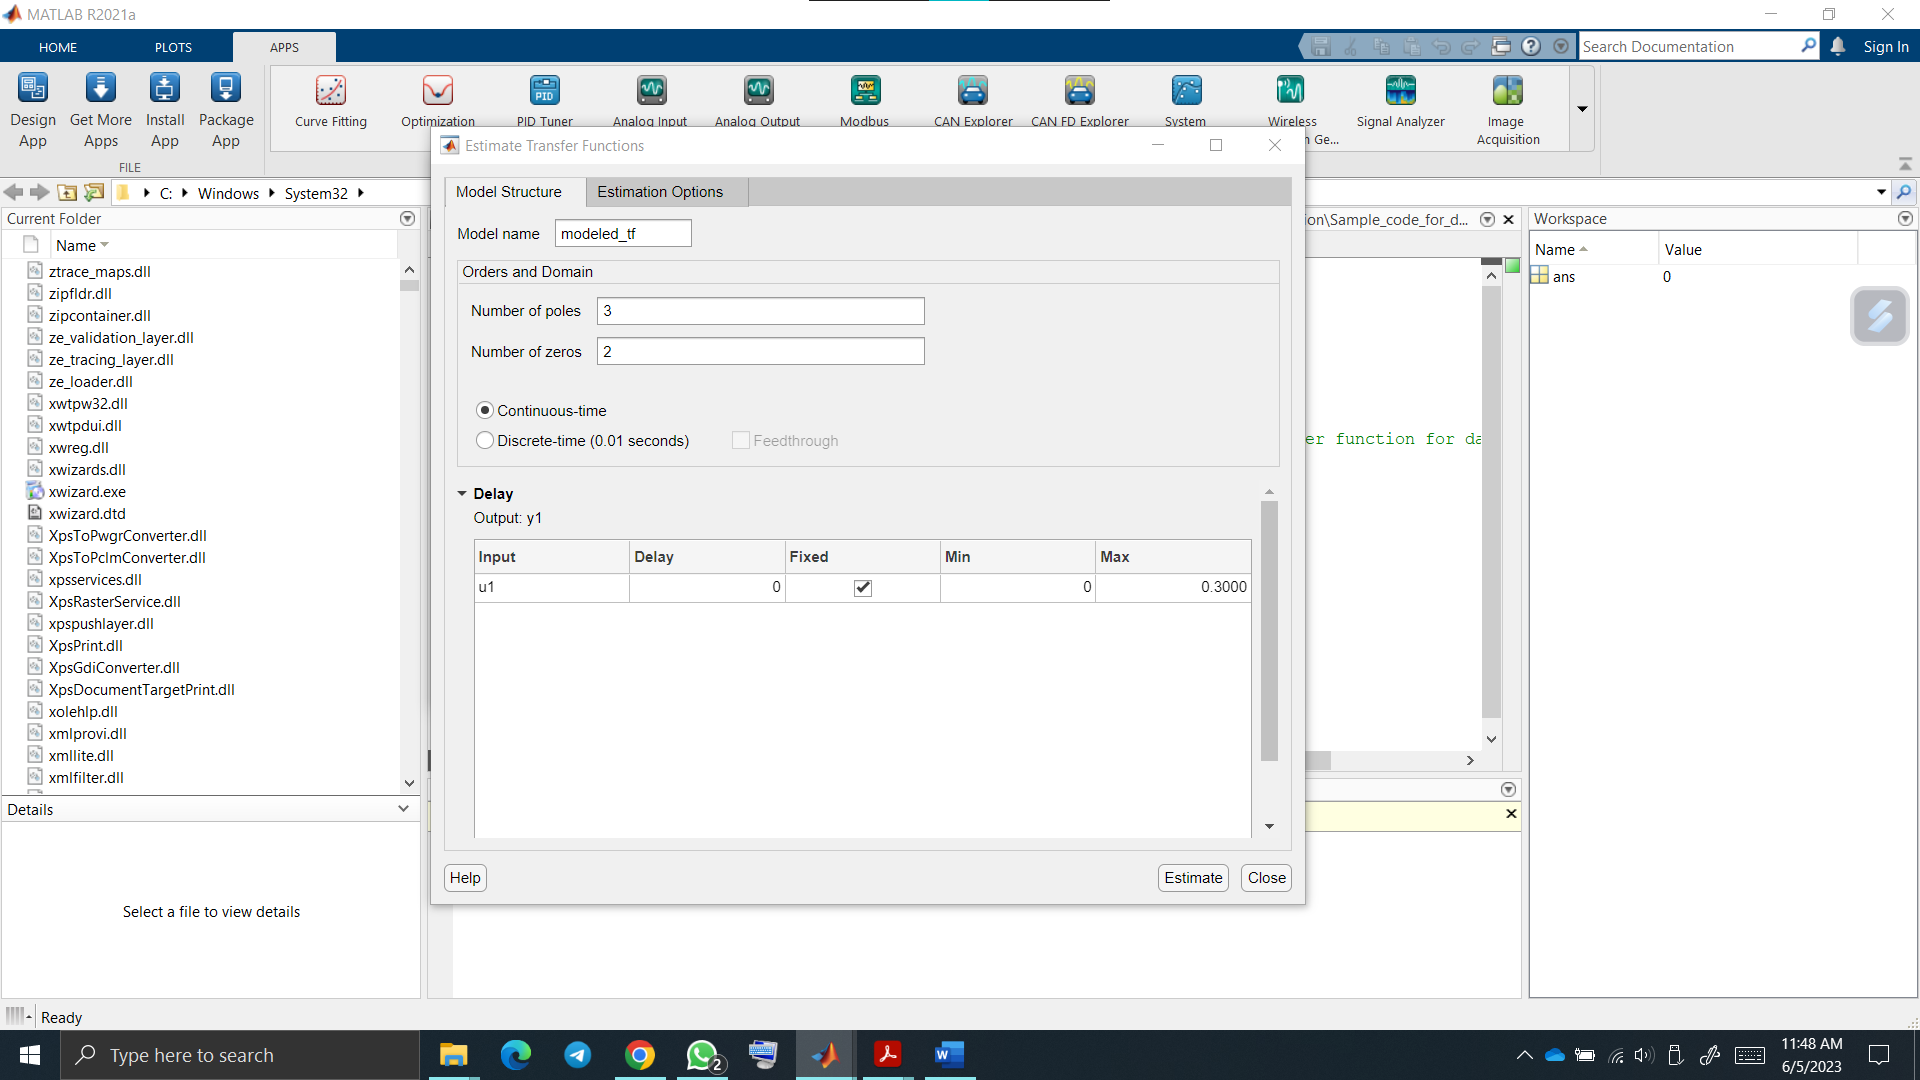 MATLAB R2021a
HOME
PLOTS
APPS
Search Documentation
Sign In
Design App
Get More Apps
Install App
Package App
FILE
Curve Fitting
Optimization
PID Tuner
Analog Input
Analog Output
Modbus
CAN Explorer
CAN FD Explorer
System
Wireless
n Ge...
Signal Analyzer
Image Acquisition
C:
Windows
System32
Current Folder
Name
ztrace_maps.dll
zipfldr.dll
zipcontainer.dll
ze_validation_layer.dll
ze_tracing_layer.dll
ze_loader.dll
xwtpw32.dll
xwtpdui.dll
xwreg.dll
xwizards.dll
xwizard.exe
xwizard.dtd
XpsToPwgrConverter.dll
XpsToPclmConverter.dll
xpsservices.dll
XpsRasterService.dll
xpspushlayer.dll
XpsPrint.dll
XpsGdiConverter.dll
XpsDocumentTargetPrint.dll
xolehlp.dll
xmlprovi.dll
xmllite.dll
xmlfilter.dll
Details
Select a file to view details
Estimate Transfer Functions
Model Structure
Estimation Options
Model name modeled_tf
Orders and Domain
Number of poles 3
Number of zeros 2
Continuous-time
Discrete-time (0.01 seconds)
Feedthrough
Delay
Output: y1
Input Delay Fixed Min Max
u1 0 0 0.3000
Help
Estimate
Close
ion\Sample_code_for_d...
er function for da
Workspace
Name Value
ans 0
Ready
Type here to search
2
11:48 AM
6/5/2023